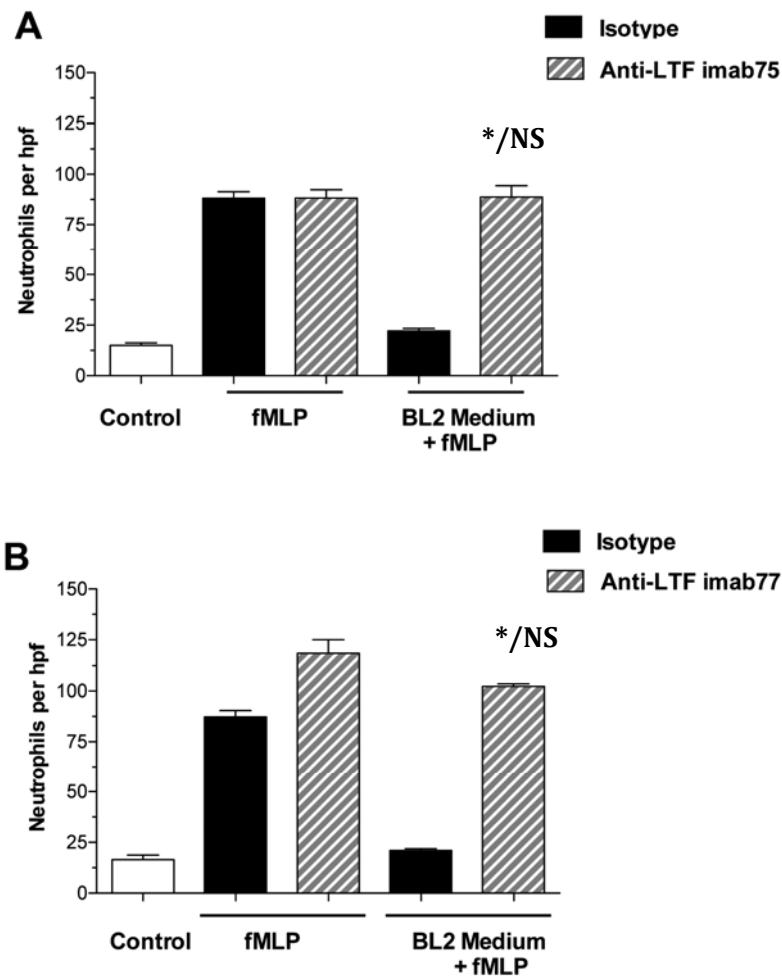 A
Isotype
Anti-LTF imab75
150
125
100
75
50
25
0
Neutrophils per hpf
*/NS
Control
fMLP
BL2 Medium
+ fMLP
B
Isotype
Anti-LTF imab77
150
125
100
75
50
25
0
Neutrophils per hpf
*/NS
Control
fMLP
BL2 Medium
+ fMLP